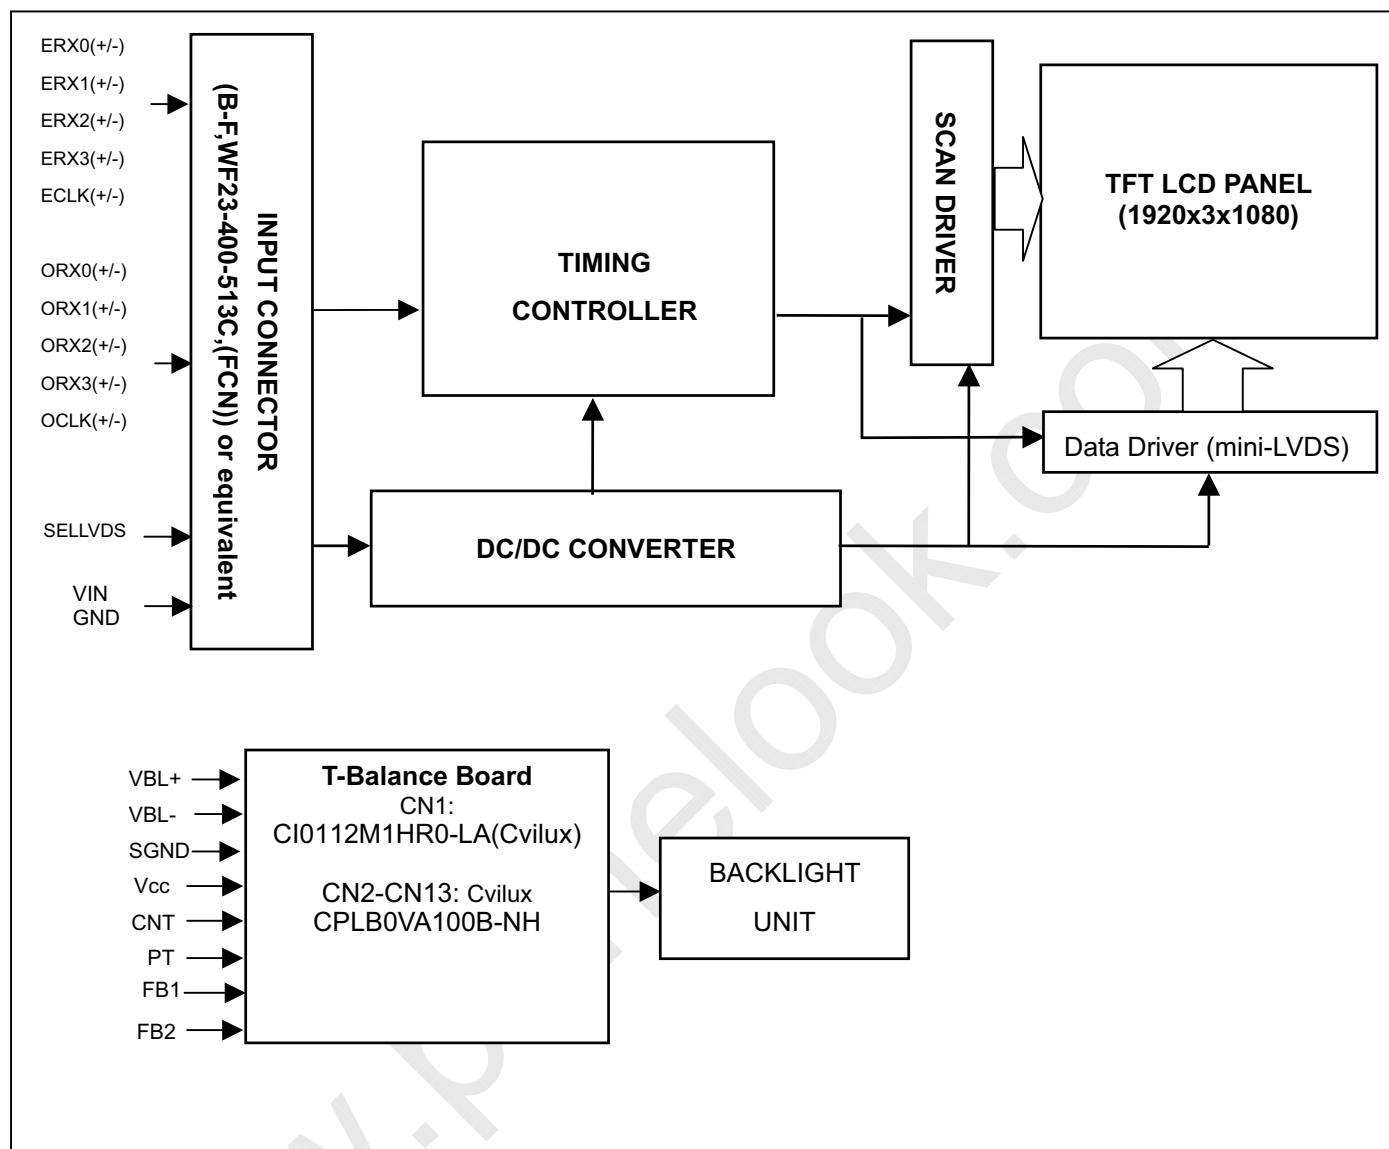 ERX0(+/-)
ERX1(+/-)
ERX2(+/-)
ERX3(+/-)
ECLK(+/-)
ORX0(+/-)
ORX1(+/-)
ORX2(+/-)
ORX3(+/-)
OCLK(+/-)
SELLVDS
VIN
GND
INPUT CONNECTOR
(B-F,WF23-400-513C,(FCN)) or equivalent
TIMING
CONTROLLER
DC/DC CONVERTER
SCAN DRIVER
TFT LCD PANEL
(1920x3x1080)
Data Driver (mini-LVDS)
VBL+
VBL-
SGND
Vcc
CNT
PT
FB1
FB2
T-Balance Board
CN1:
CI0112M1HR0-LA(Cvilux)
CN2-CN13: Cvilux
CPLB0VA100B-NH
BACKLIGHT
UNIT